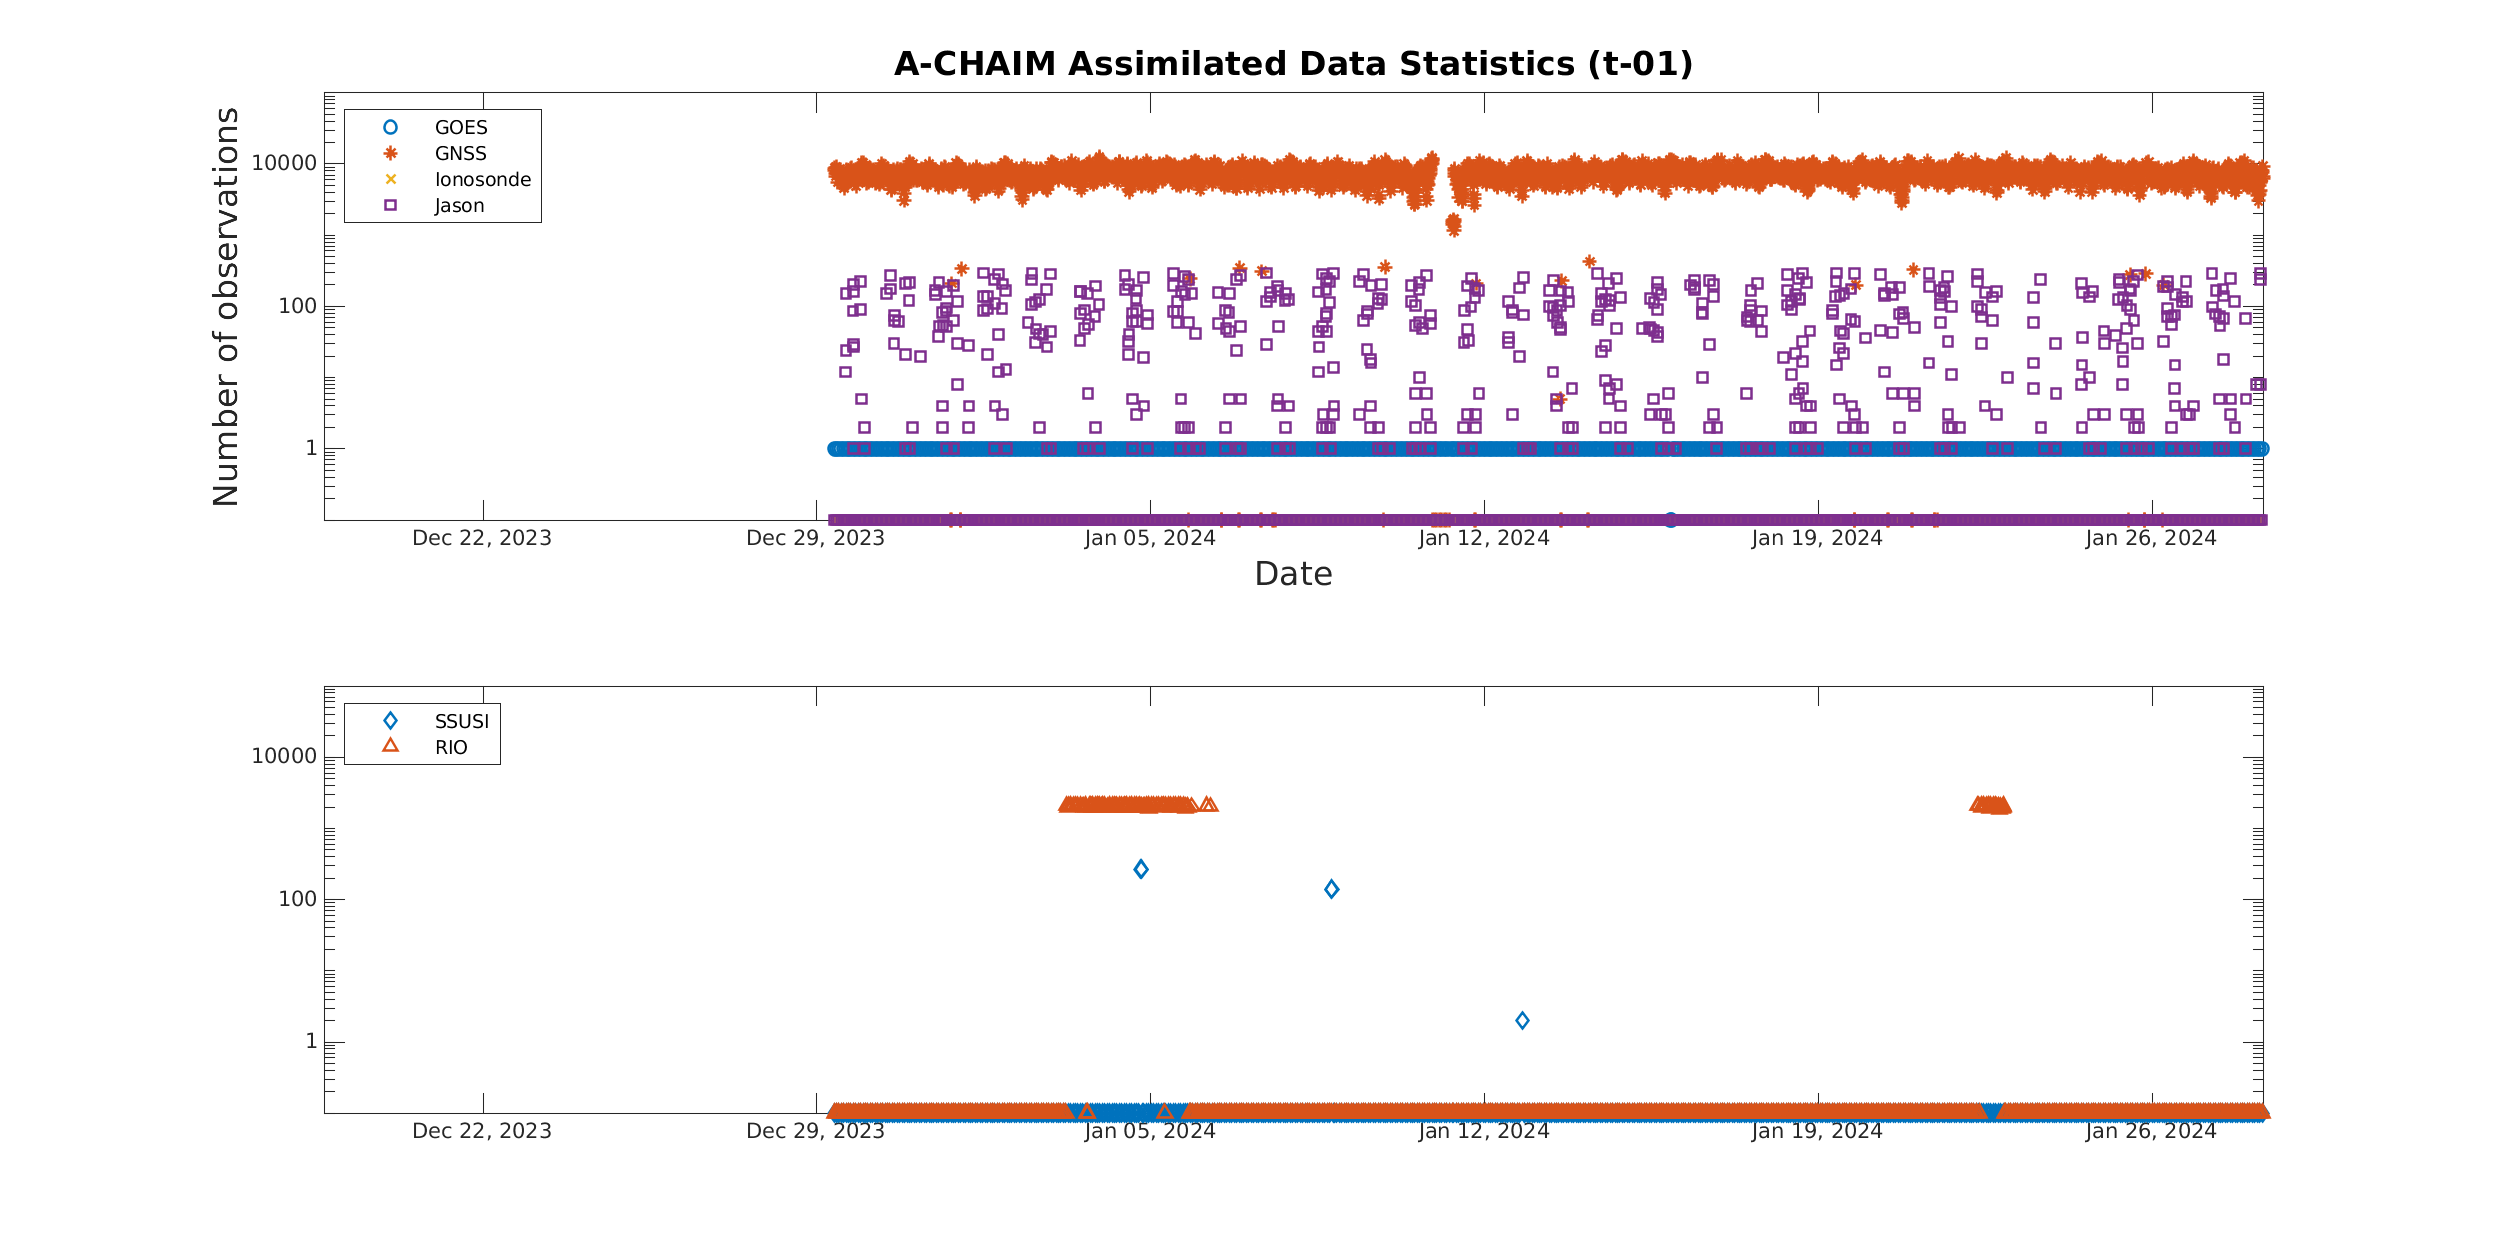 A-CHAIM Assimilated Data Statistics (t-01)
Number of observations
10000
100
1
GOES
GNSS
Ionosonde
Jason
Dec 22, 2023
Dec 29, 2023
Jan 05, 2024
Jan 12, 2024
Jan 19, 2024
Jan 26, 2024
Date
10000
100
1
SSUSI
RIO
Dec 22, 2023
Dec 29, 2023
Jan 05, 2024
Jan 12, 2024
Jan 19, 2024
Jan 26, 2024